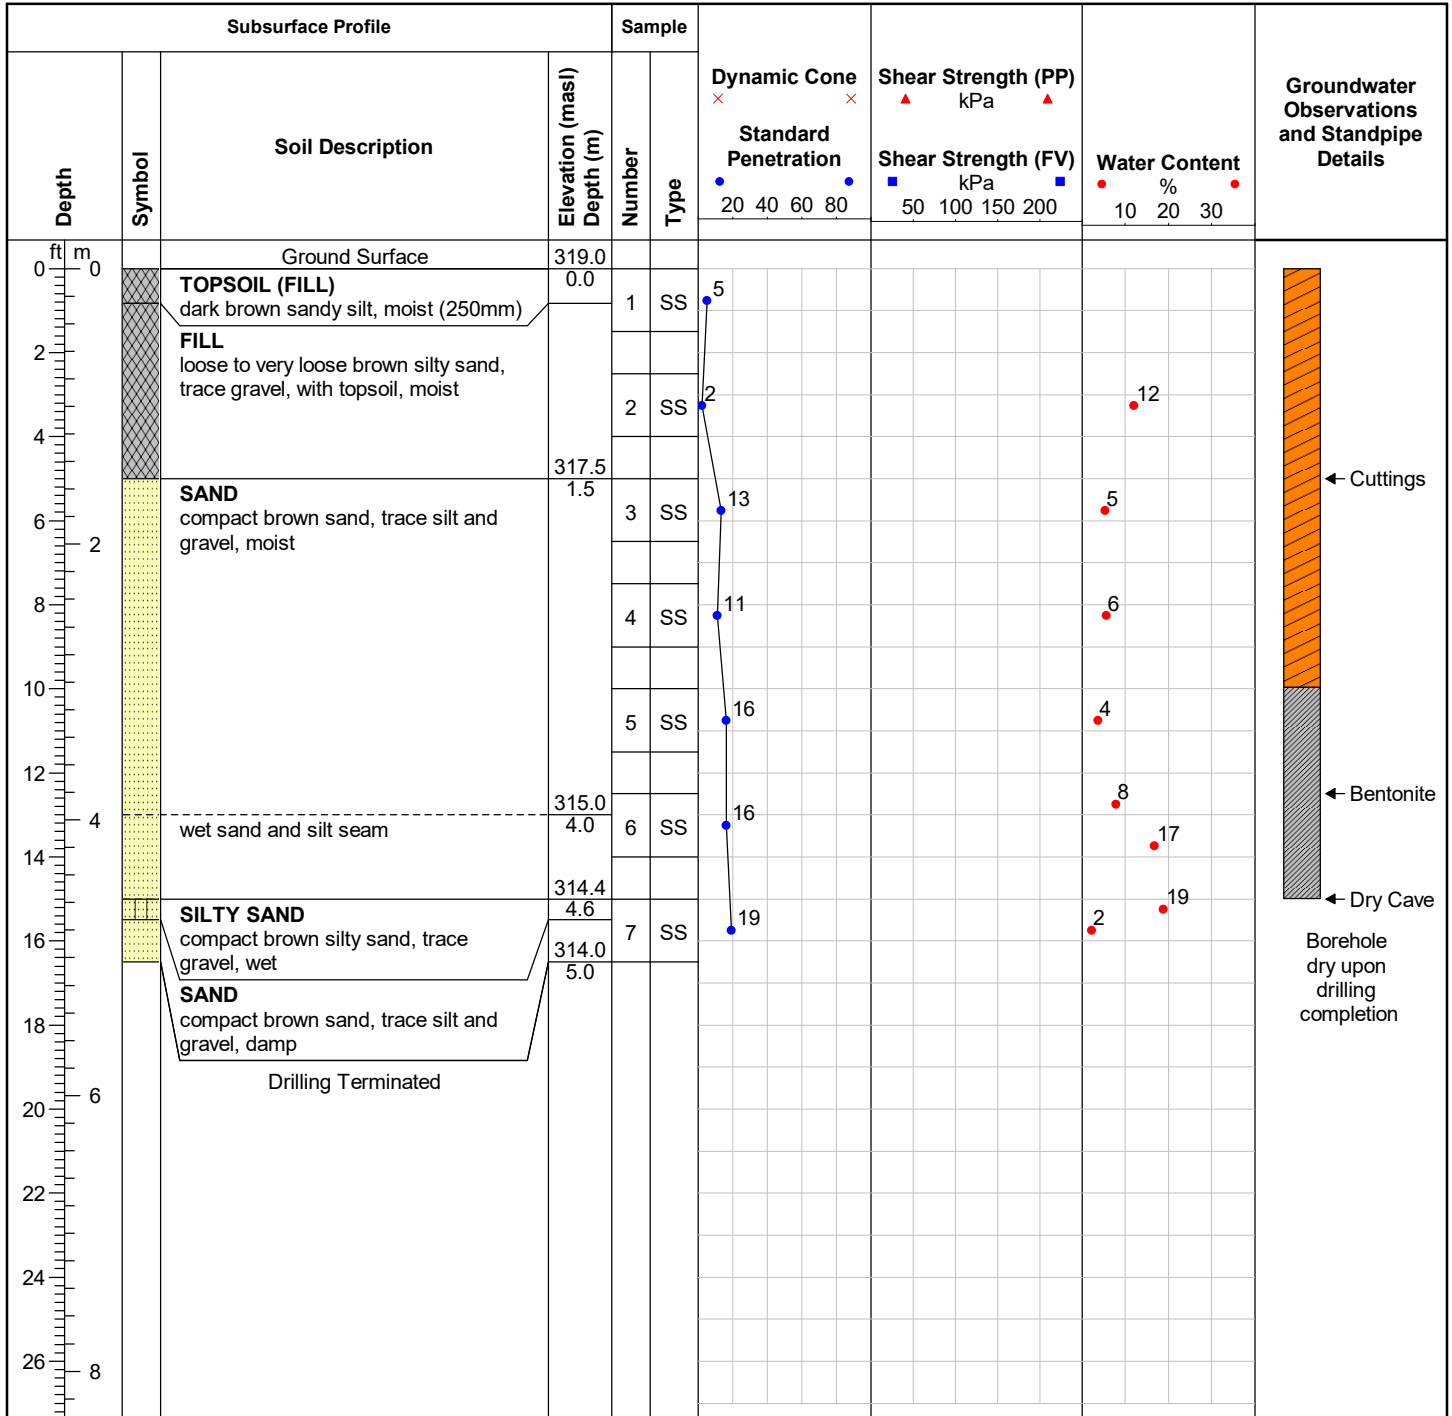 Subsurface Profile
Sample
Depth
Symbol
Soil Description
Elevation (masl)
Depth (m)
Number
Type
Dynamic Cone
Standard
Penetration
20 40 60 80
Shear Strength (PP)
kPa
Shear Strength (FV)
kPa
50 100 150 200
Water Content
%
10 20 30
Groundwater
Observations
and Standpipe
Details
ft m
0 0
2
4
6
2
8
10
12
4
14
16
18
6
20
22
24
26
8
Ground Surface
319.0
0.0
TOPSOIL (FILL)
dark brown sandy silt, moist (250mm)
FILL
loose to very loose brown silty sand,
trace gravel, with topsoil, moist
317.5
1.5
SAND
compact brown sand, trace silt and
gravel, moist
315.0
4.0
wet sand and silt seam
314.4
4.6
SILTY SAND
compact brown silty sand, trace
gravel, wet
314.0
5.0
SAND
compact brown sand, trace silt and
gravel, damp
Drilling Terminated
1 SS
2 SS
3 SS
4 SS
5 SS
6 SS
7 SS
5
2
13
11
16
16
19
12
5
6
4
8
17
19
2
Cuttings
Bentonite
Dry Cave
Borehole
dry upon
drilling
completion